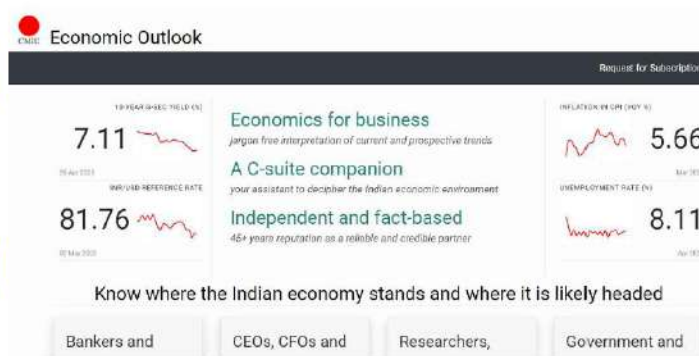 CMIE Economic Outlook
Request for Subscription
10-YEAR G-SEC YIELD (%)
7.11
INR/USD REFERENCE RATE
81.76
02 May 2023
Economics for business
jargon free interpretation of current and prospective trends
A C-suite companion
your assistant to decipher the Indian economic environment
Independent and fact-based
45+ years reputation as a reliable and credible partner
INFLATION IN CPI (YOY %)
5.66
UNEMPLOYMENT RATE (%)
8.11
Know where the Indian economy stands and where it is likely headed
Bankers and
CEOs, CFOs and
Researchers,
Government and